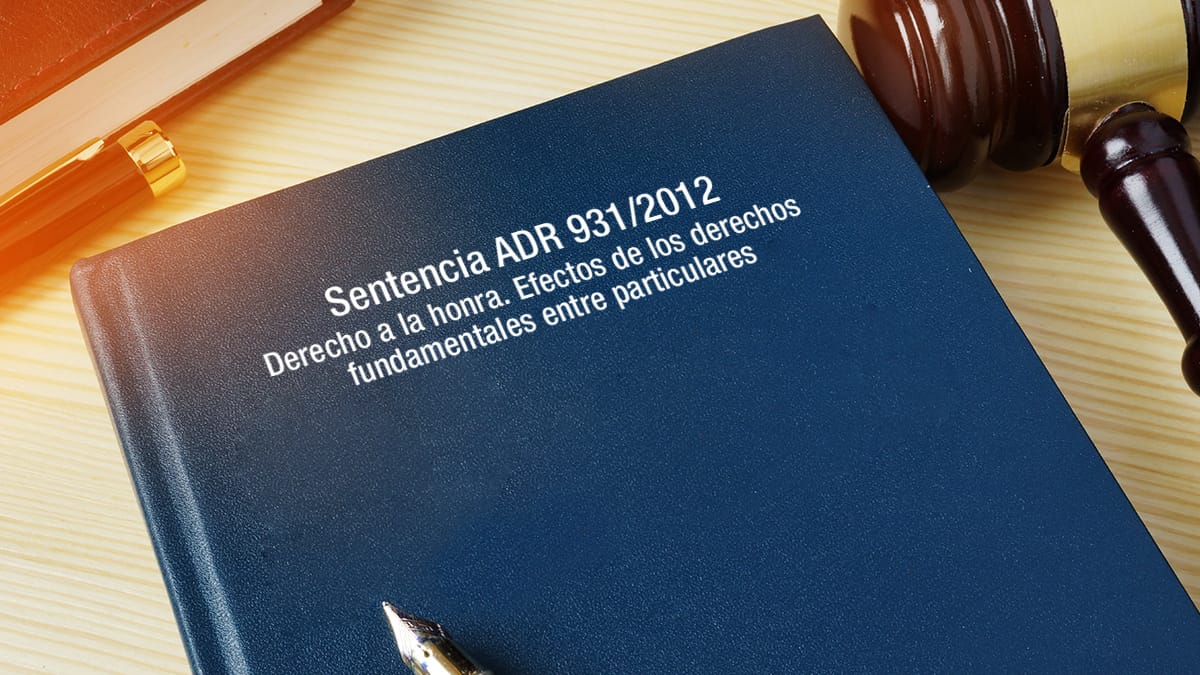 Sentencia ADR 931/2012
Derecho a la honra. Efectos de los derechos
fundamentales entre particulares